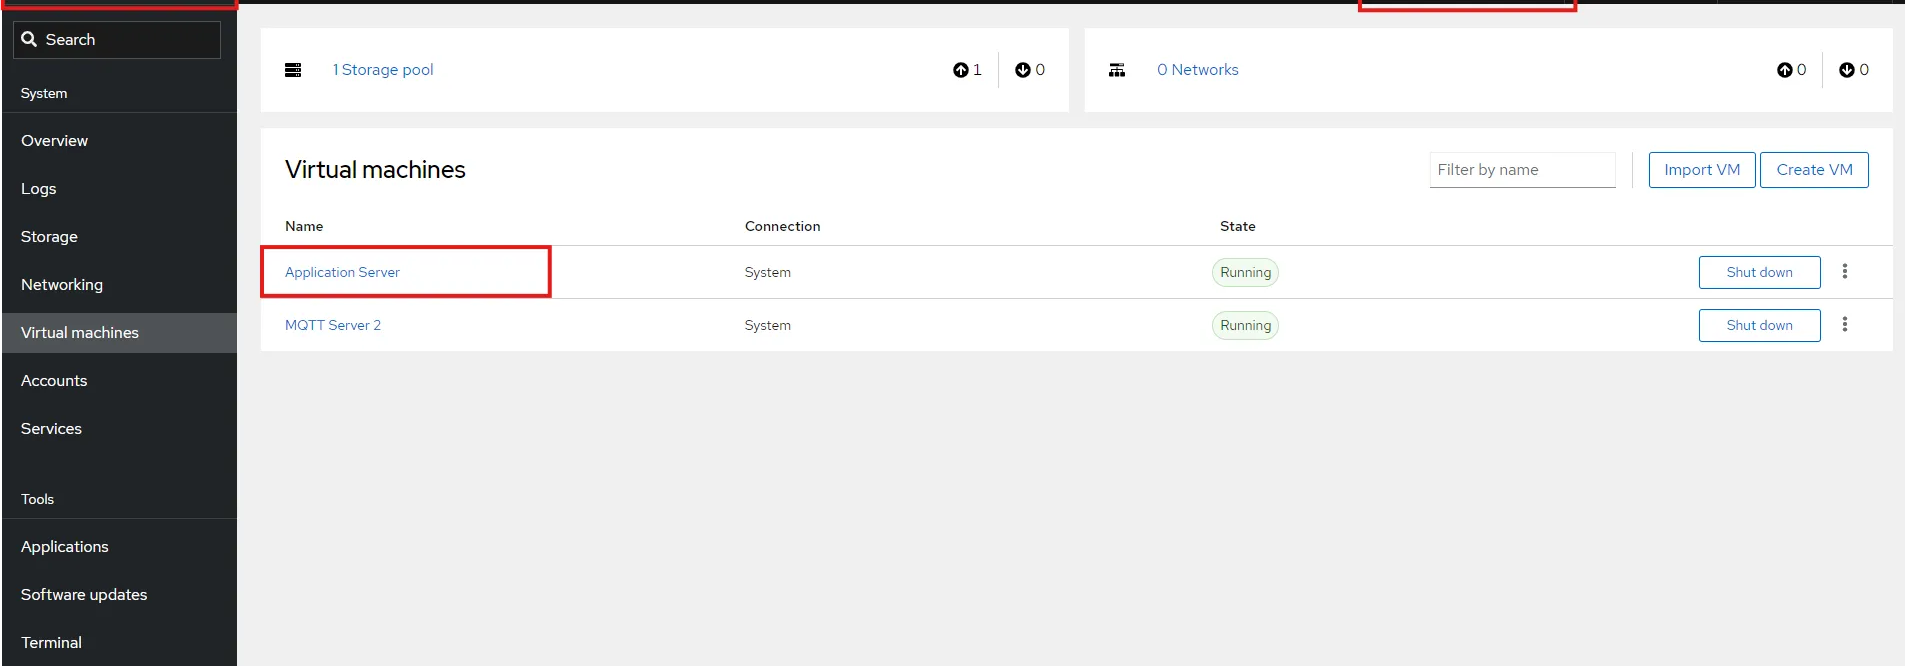 Search
System
Overview
Logs
Storage
Networking
Virtual machines
Accounts
Services
Tools
Applications
Software updates
Terminal
1 Storage pool 1 0
0 Networks 0 0
Virtual machines Filter by name Import VM Create VM
Name Connection State
Application Server System Running Shut down
MQTT Server 2 System Running Shut down